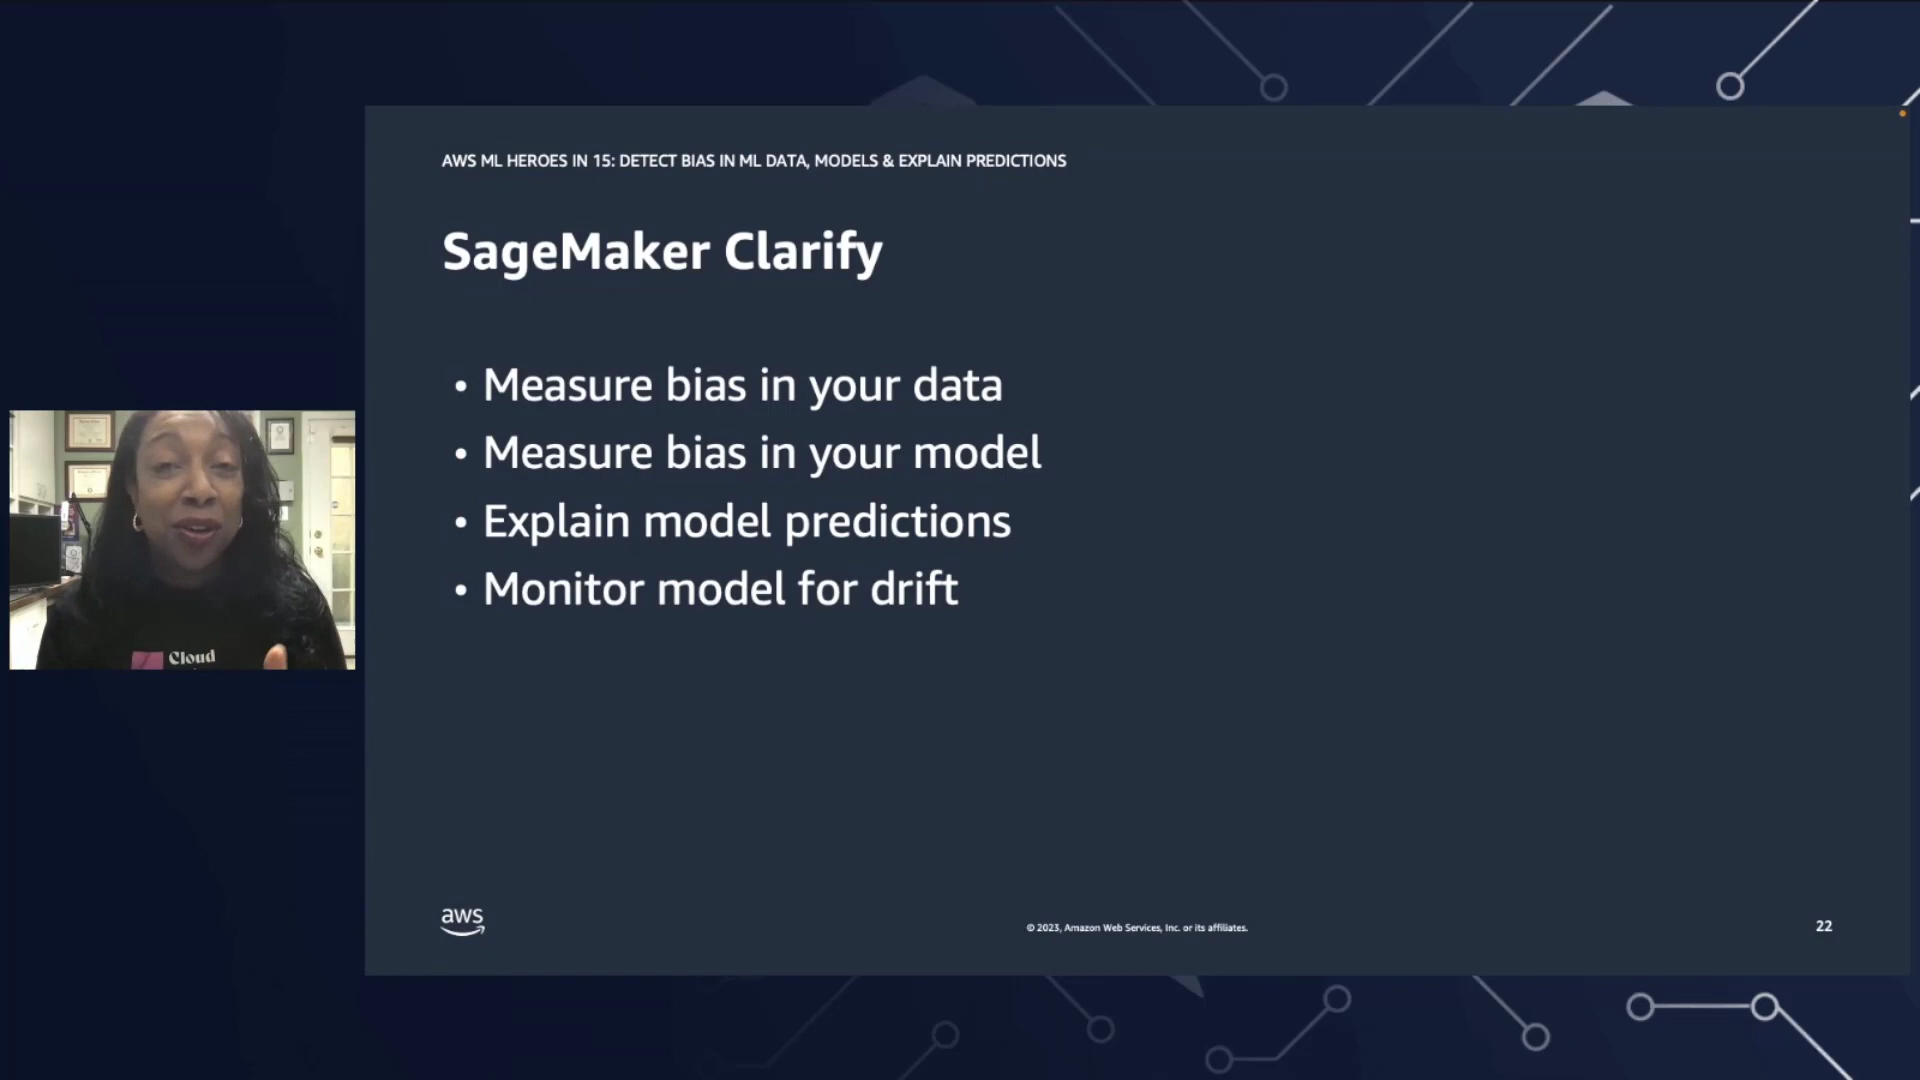 AWS ML HEROES IN 15: DETECT BIAS IN ML DATA, MODELS & EXPLAIN PREDICTIONS
SageMaker Clarify
• Measure bias in your data
• Measure bias in your model
• Explain model predictions
• Monitor model for drift
Cloud
aws
© 2023, Amazon Web Services, Inc. or its affiliates.
22